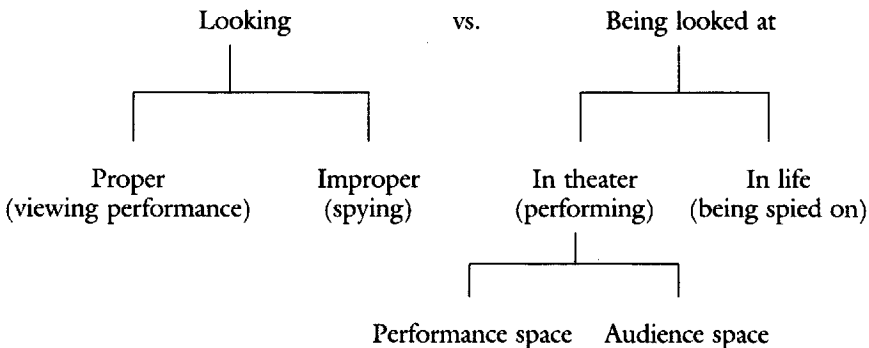 Looking vs. Being looked at
Proper Improper In theater In life
(viewing performance) (spying) (performing) (being spied on)
Performance space Audience space